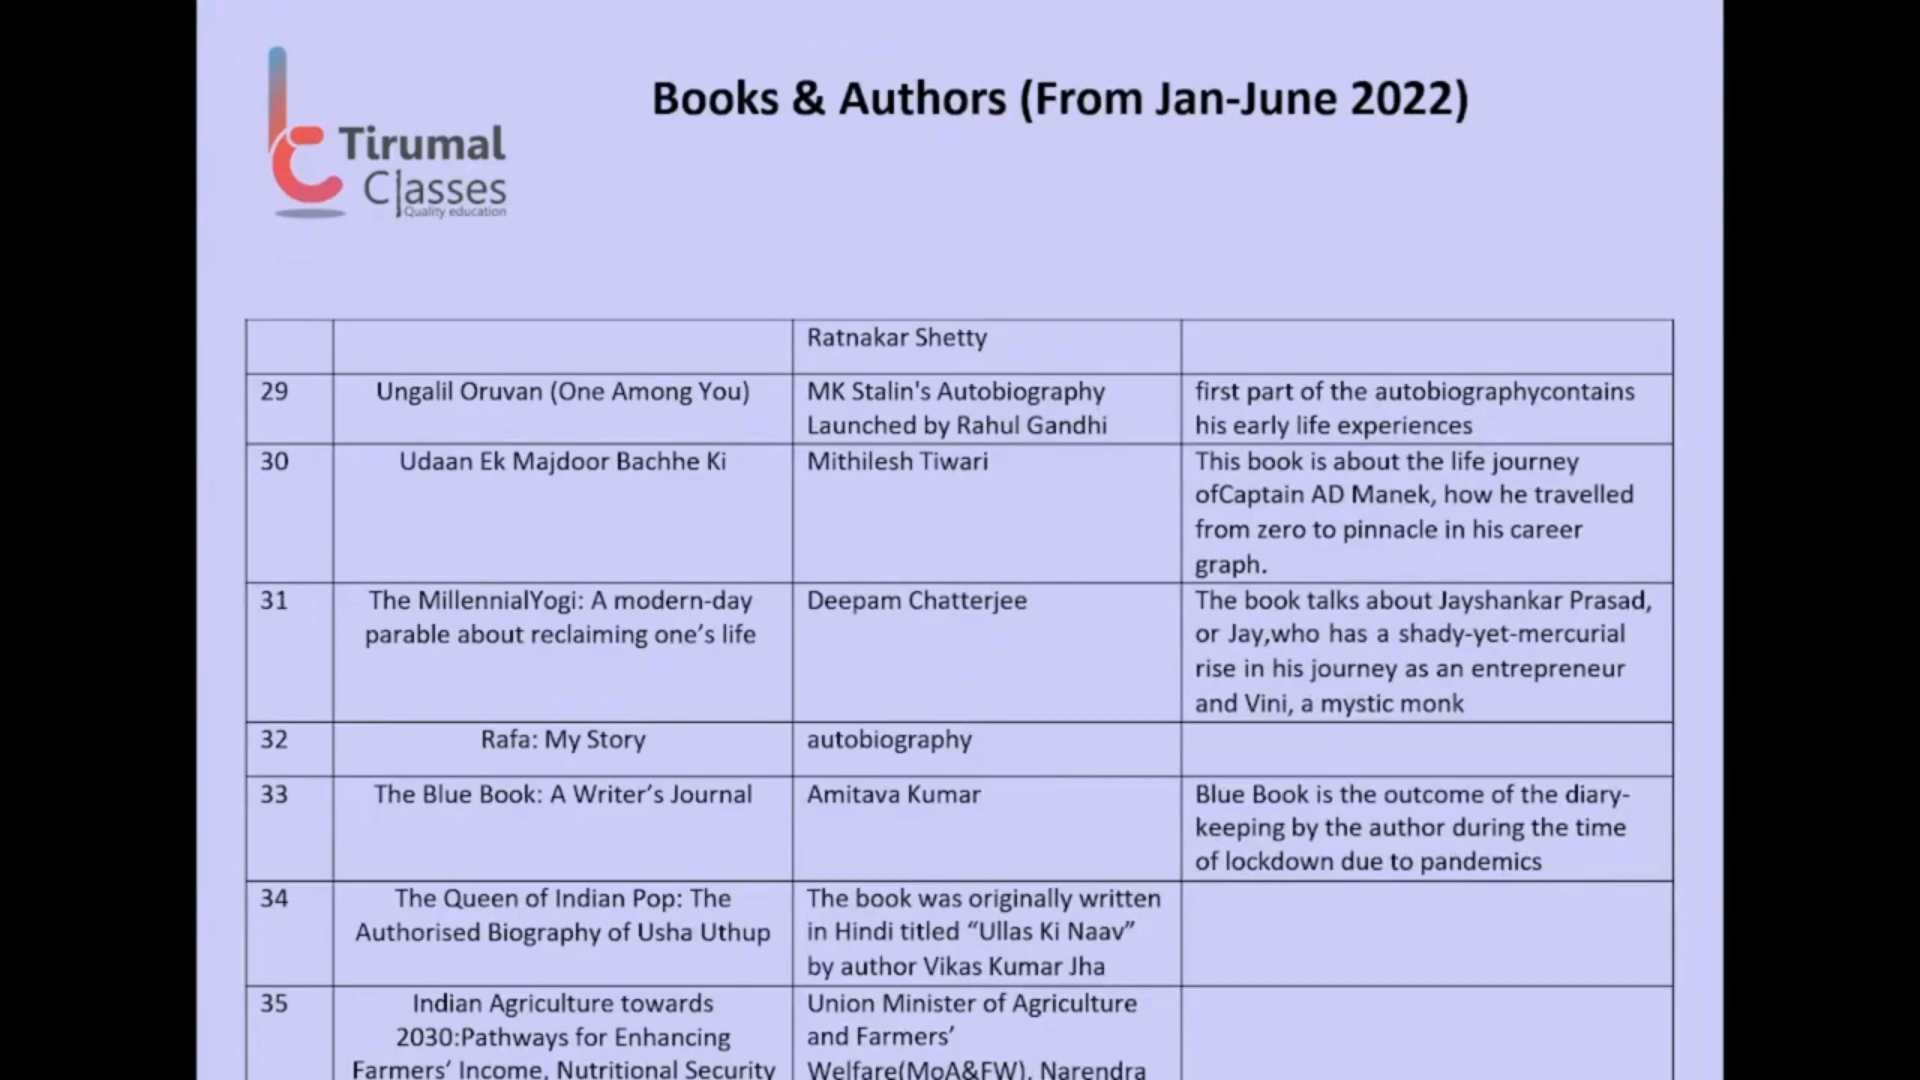 Tirumal
Classes
Quality education
Books & Authors (From Jan-June 2022)
Ratnakar Shetty
29
Ungalil Oruvan (One Among You)
MK Stalin's Autobiography
Launched by Rahul Gandhi
first part of the autobiographycontains
his early life experiences
30
Udaan Ek Majdoor Bachhe Ki
Mithilesh Tiwari
This book is about the life journey
ofCaptain AD Manek, how he travelled
from zero to pinnacle in his career
graph.
31
The MillennialYogi: A modern-day
parable about reclaiming one’s life
Deepam Chatterjee
The book talks about Jayshankar Prasad,
or Jay,who has a shady-yet-mercurial
rise in his journey as an entrepreneur
and Vini, a mystic monk
32
Rafa: My Story
autobiography
33
The Blue Book: A Writer’s Journal
Amitava Kumar
Blue Book is the outcome of the diary-
keeping by the author during the time
of lockdown due to pandemics
34
The Queen of Indian Pop: The
Authorised Biography of Usha Uthup
The book was originally written
in Hindi titled “Ullas Ki Naav”
by author Vikas Kumar Jha
35
Indian Agriculture towards
2030:Pathways for Enhancing
Farmers’ Income, Nutritional Security
Union Minister of Agriculture
and Farmers’
Welfare(MoA&FW), Narendra